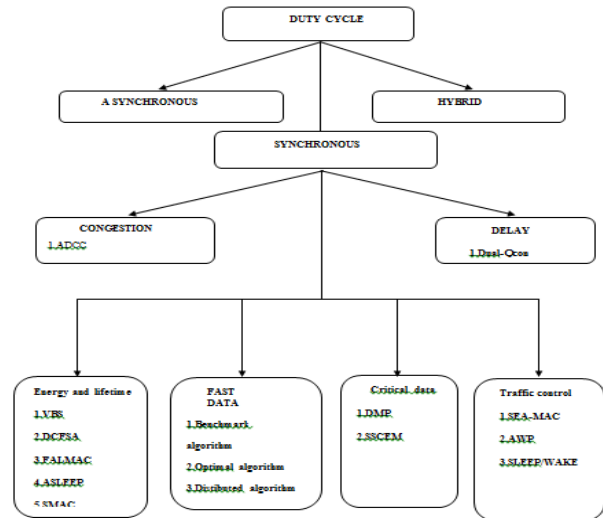 DUTY CYCLE
A SYNCHRONOUS
HYBRID
SYNCHRONOUS
CONGESTION
1.ADCC
DELAY
1.Dual-Qcon
Energy and lifetime
1.VBS
2.DCFSA
3.FALMAC
4.ASLEEP
5.SMAC
FAST
DATA
1.Benchmark
algorithm
2.Optimal algorithm
3.Distibuted algorithm
Critical data
1.DMP
2.SSCEM
Traffic control
1.SEA-MAC
2.AWP
3.SLEEP/WAKE